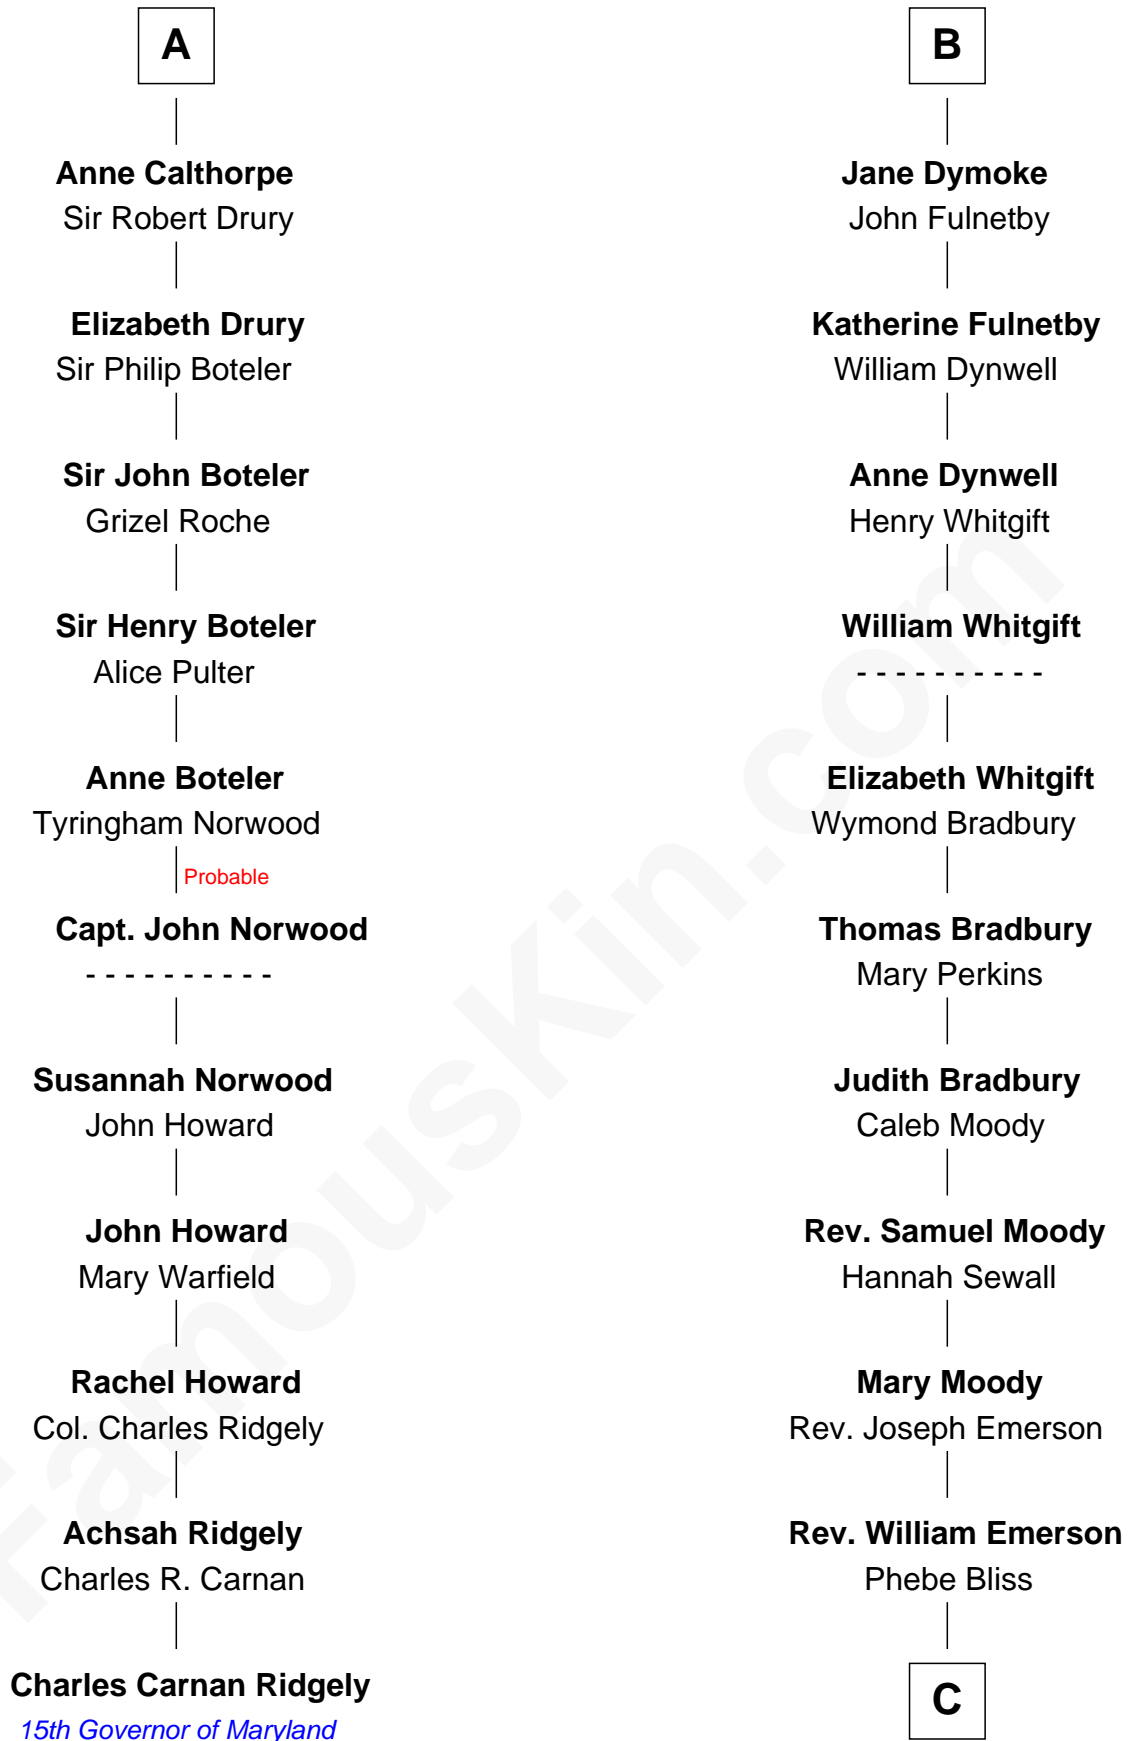 A
Anne Calthorpe
Sir Robert Drury
Elizabeth Drury
Sir Philip Boteler
Sir John Boteler
Grizel Roche
Sir Henry Boteler
Alice Pulter
Anne Boteler
Tyringham Norwood
Probable
Capt. John Norwood
- - - - - - - - - -
Susannah Norwood
John Howard
John Howard
Mary Warfield
Rachel Howard
Col. Charles Ridgely
Achsah Ridgely
Charles R. Carnan
Charles Carnan Ridgely
15th Governor of Maryland
B
Jane Dymoke
John Fulnetby
Katherine Fulnetby
William Dynwell
Anne Dynwell
Henry Whitgift
William Whitgift
- - - - - - - - - -
Elizabeth Whitgift
Wymond Bradbury
Thomas Bradbury
Mary Perkins
Judith Bradbury
Caleb Moody
Rev. Samuel Moody
Hannah Sewall
Mary Moody
Rev. Joseph Emerson
Rev. William Emerson
Phebe Bliss
C
FamousKin.com